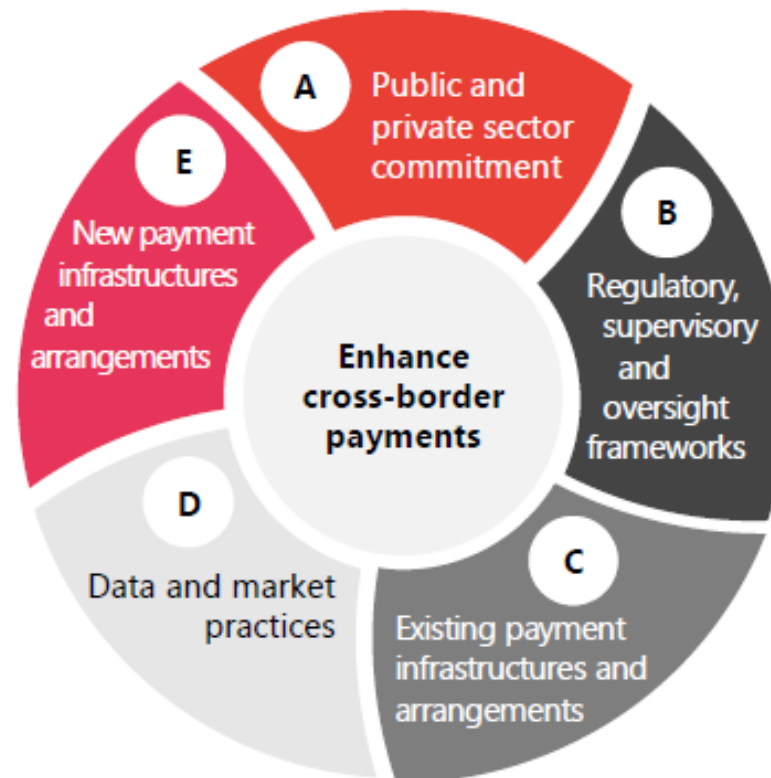 A
Public and
private sector
commitment
B
Regulatory,
supervisory
and
oversight
frameworks
C
Existing payment
infrastructures and
arrangements
D
Data and market
practices
E
New payment
infrastructures
and
arrangements
Enhance
cross-border
payments